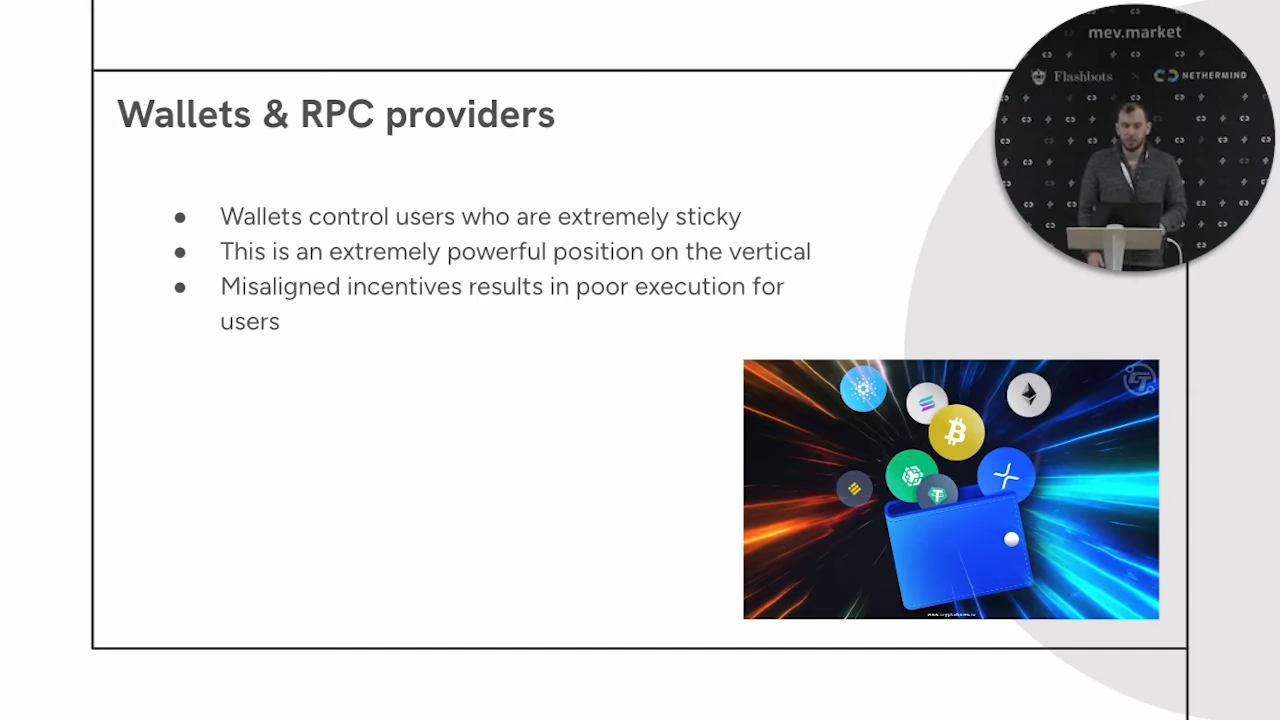 mev.market
Flashbots × NETHERMIND
Wallets & RPC providers
● Wallets control users who are extremely sticky
● This is an extremely powerful position on the vertical
● Misaligned incentives results in poor execution for
users